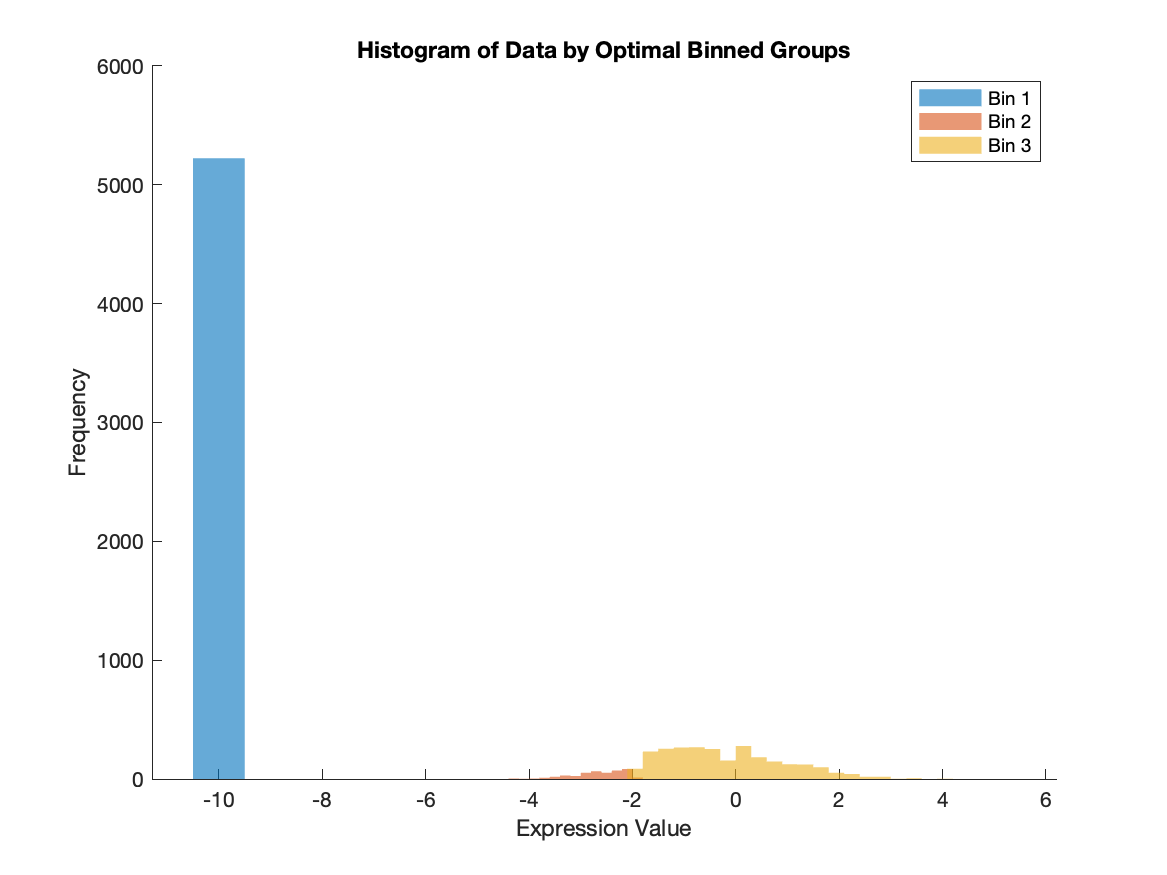 Histogram of Data by Optimal Binned Groups
6000
5000
4000
3000
2000
1000
0
Frequency
Bin 1
Bin 2
Bin 3
-10
-8
-6
-4
-2
0
2
4
6
Expression Value